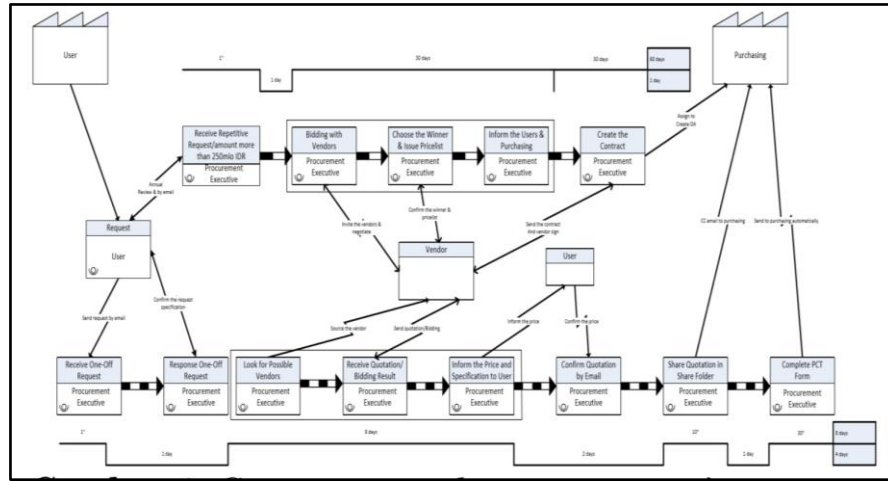 User
Purchasing
1"
1 day
33 days
33 days
60 days
1 day
Receive Repetitive
Request/amount more
than 250mio IDR
Procurement
Executive
Bidding with
Vendors
Procurement
Executive
Choose the Winner
& Issue Pricelist
Procurement
Executive
Inform the Users &
Purchasing
Procurement
Executive
Create the
Contract
Procurement
Executive
Assign to
Create OA
Annual
Review & by email
Invite the vendors &
negotiate
Confirm the winner &
pricelist
Send the contract
And vendor sign
CC email to purchasing
Send to purchasing automatically
Request
User
Vendor
User
Send request by email
Confirm the request
specification
Source the vendor
Send quotation/Bidding
Inform the price
Confirm the price
Receive One-Off
Request
Procurement
Executive
Response One-Off
Request
Procurement
Executive
Look for Possible
Vendors
Procurement
Executive
Receive Quotation/
Bidding Result
Procurement
Executive
Inform the Price and
Specification to User
Procurement
Executive
Confirm Quotation
by Email
Procurement
Executive
Share Quotation in
Share Folder
Procurement
Executive
Complete PCT
Form
Procurement
Executive
1"
1 day
2 days
10"
1 day
30"
4 days